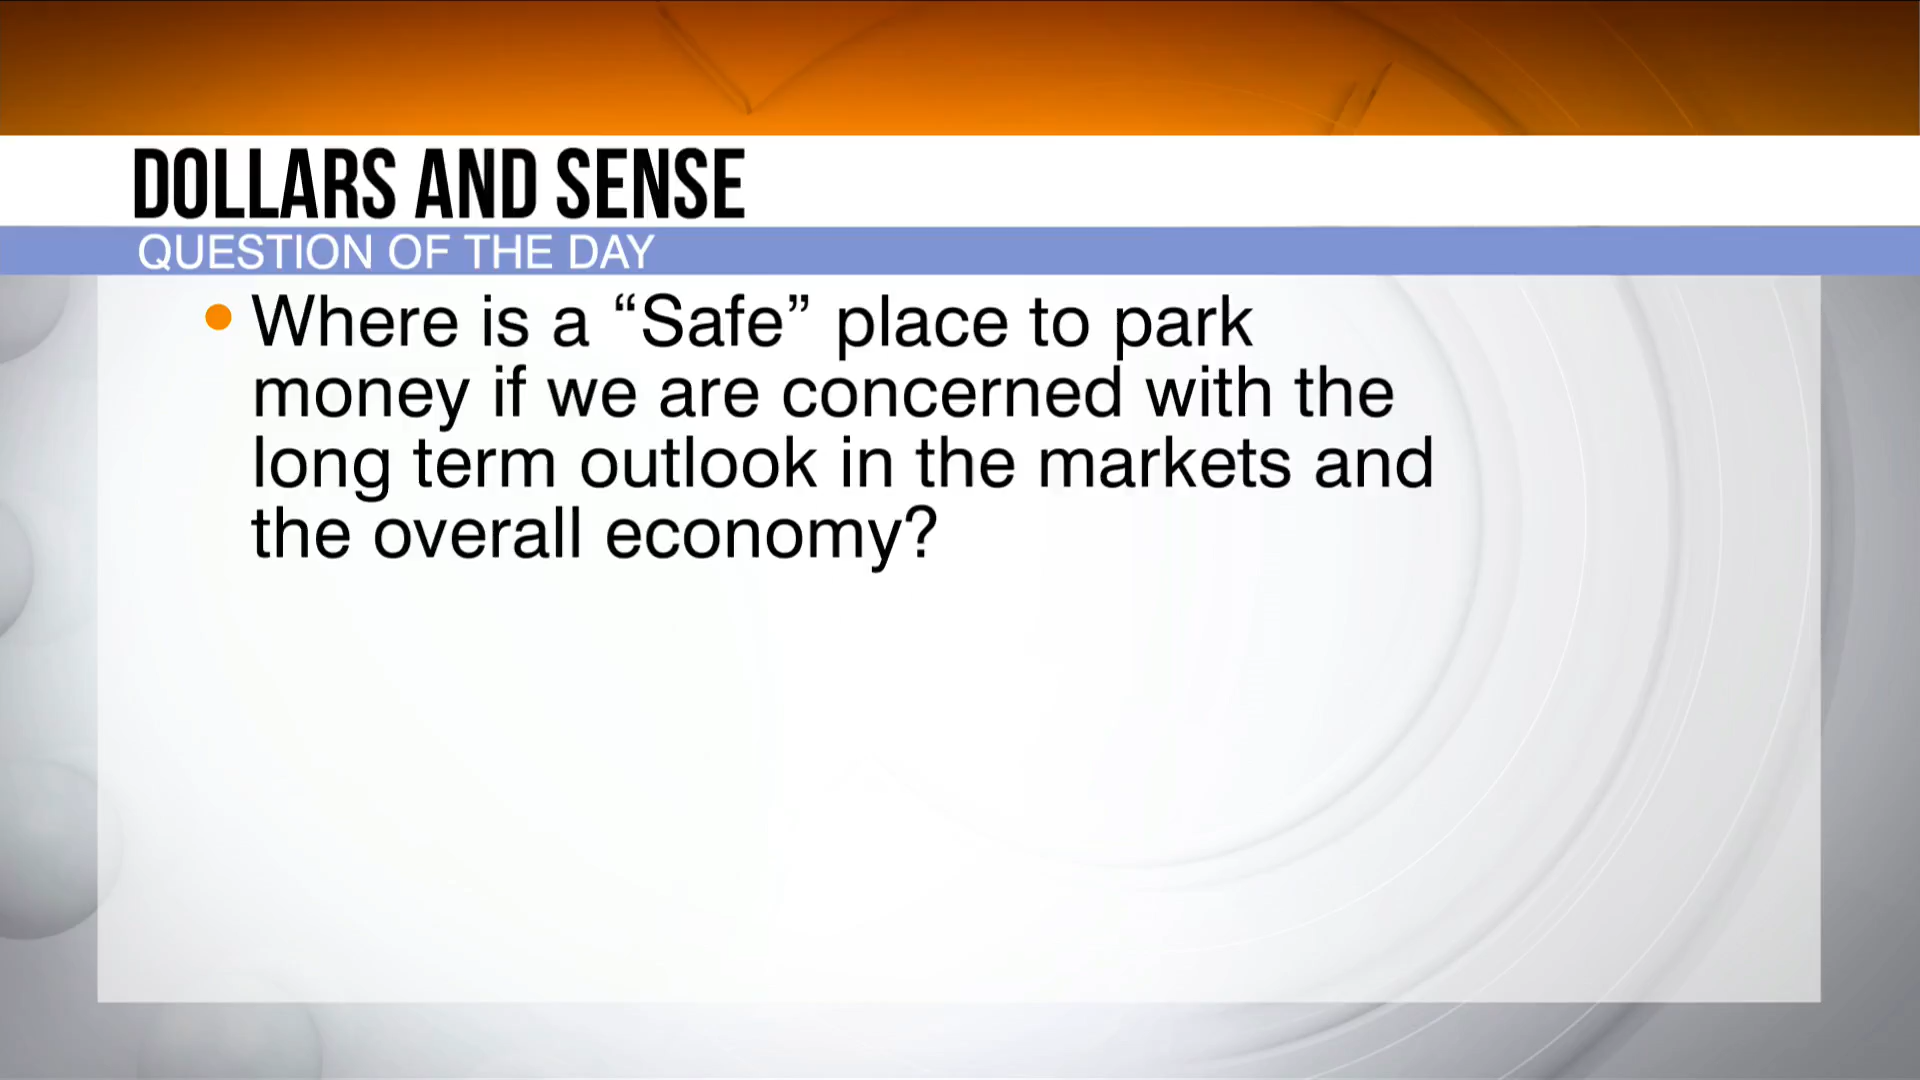 DOLLARS AND SENSE
QUESTION OF THE DAY
• Where is a “Safe” place to park
money if we are concerned with the
long term outlook in the markets and
the overall economy?